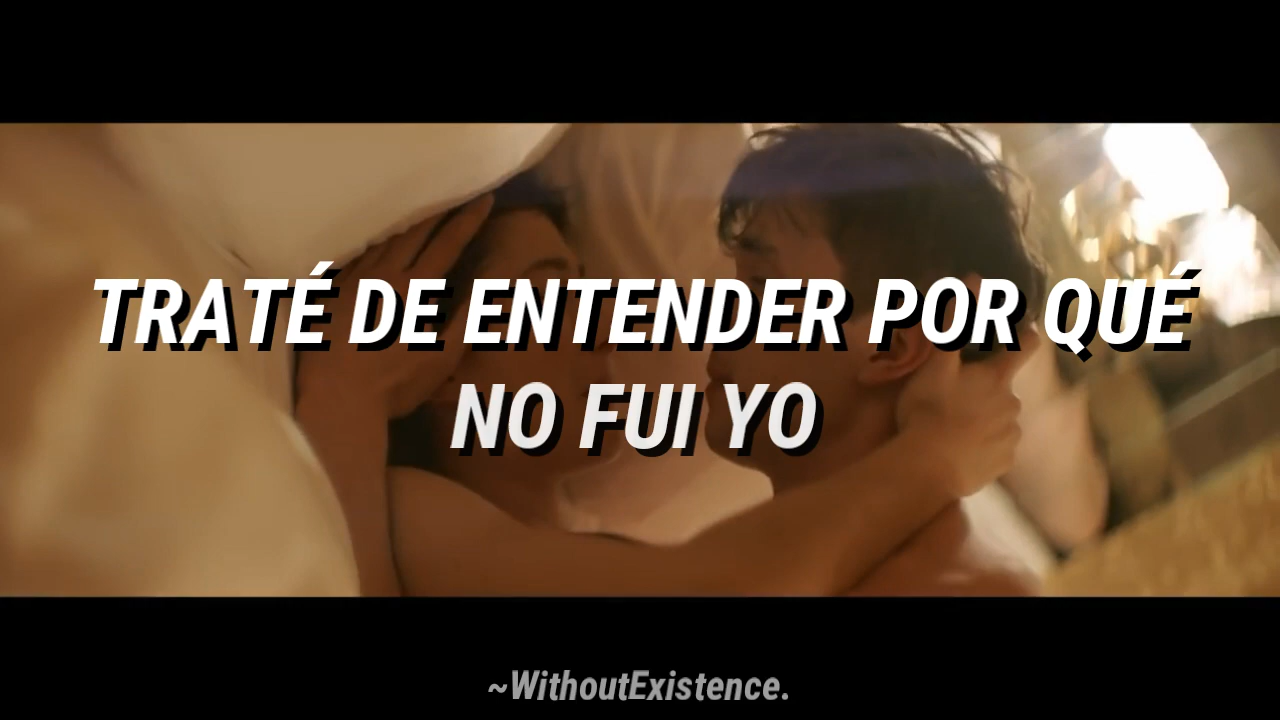 TRATÉ DE ENTENDER POR QUÉ
NO FUI YO
~WithoutExistence.